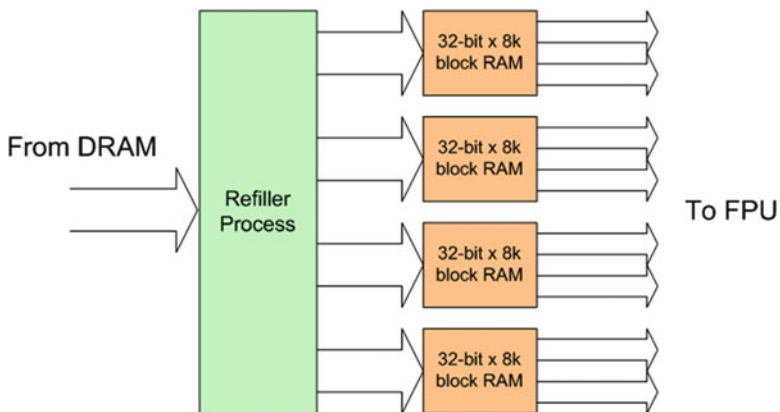 From DRAM
Refiller
Process
32-bit x 8k
block RAM
32-bit x 8k
block RAM
32-bit x 8k
block RAM
32-bit x 8k
block RAM
To FPU